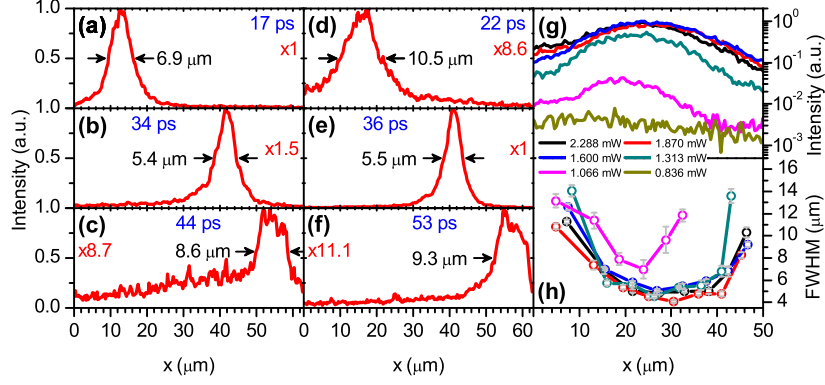 (a)
17 ps
6.9 μm
x1
(b)
34 ps
5.4 μm
x1.5
(c)
44 ps
x8.7
8.6 μm
(d)
22 ps
x8.6
10.5 μm
(e)
36 ps
5.5 μm
x1
(f)
53 ps
x11.1
9.3 μm
(g)
2.288 mW
1.870 mW
1.600 mW
1.313 mW
1.066 mW
0.836 mW
(h)
Intensity (a.u.)
1.0
0.5
1.0
0.5
1.0
0.5
0.0
0 10 20 30 40 50
0 20 40 60
0 10 20 30 40 50
x (μm)
x (μm)
x (μm)
Intensity (a.u.)
10⁰
10⁻¹
10⁻²
10⁻³
FWHM (μm)
16
14
12
10
8
6
4